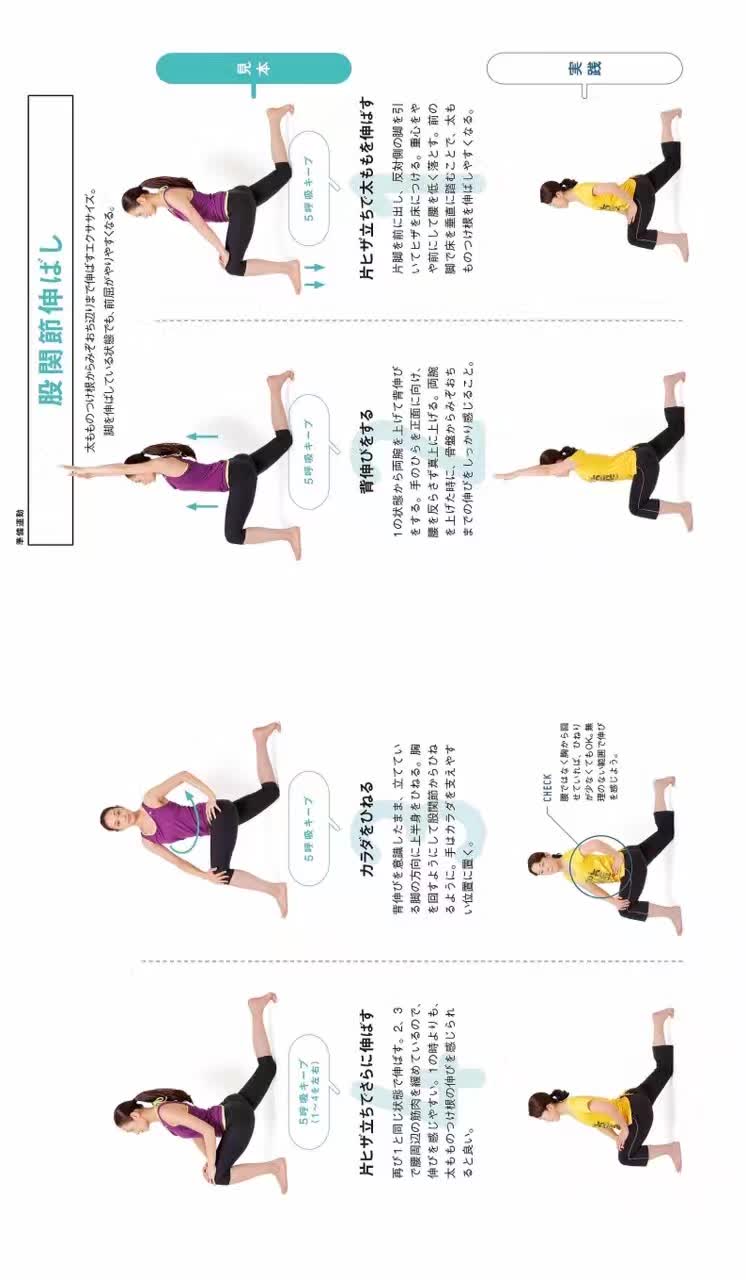 準備運動
股関節伸ばし
太もものつけ根からみぞおち辺りまで伸ばすエクササイズ。
脚を伸ばしている状態でも、前屈がやりやすくなる。
見本
実践
5呼吸キープ
片ヒザ立ちで太ももを伸ばす
片脚を前に出し、反対側の脚を引
いてヒザを床につける。重心をや
や前にして腰を低く落とす。前の
脚で床を垂直に踏むことで、太も
ものつけ根を伸ばしやすくなる。
5呼吸キープ
背伸びをする
1の状態から両腕を上げて背伸び
をする。手のひらを正面に向け、
腰を反らさず真上に上げる。両腕
を上げた時に、骨盤からみぞおち
までの伸びをしっかり感じること。
5呼吸キープ
カラダをひねる
背伸びを意識したまま、立ててい
る脚の方向に上半身をひねる。胸
を回すようにして股関節からひね
るように。手はカラダを支えやす
い位置に置く。
CHECK
腰ではなく胸から回
せていれば、ひねり
が少なくてもOK。無
理のない範囲で伸び
を感じよう。
5呼吸キープ
(1〜4を左右)
片ヒザ立ちでさらに伸ばす
再び1と同じ状態で伸ばす。2、3
で腰周辺の筋肉を緩めているので、
伸びを感じやすい。1の時よりも、
太もものつけ根の伸びを感じられ
ると良い。